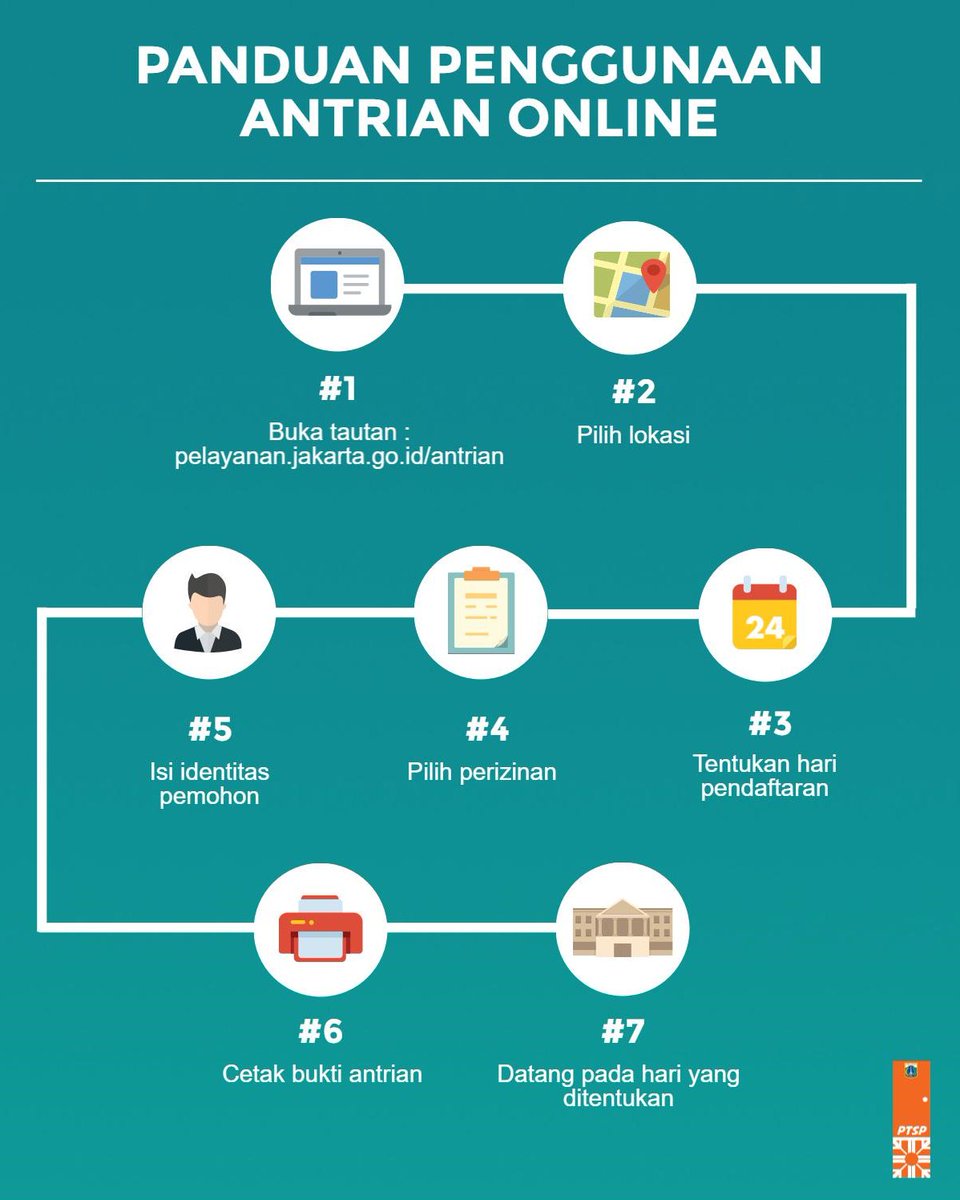 PANDUAN PENGGUNAAN
ANTRIAN ONLINE
#1
Buka tautan :
pelayanan.jakarta.go.id/antrian
#2
Pilih lokasi
#3
24
Tentukan hari
pendaftaran
#4
Pilih perizinan
#5
Isi identitas
pemohon
#6
Cetak bukti antrian
#7
Datang pada hari yang
ditentukan
PTSP